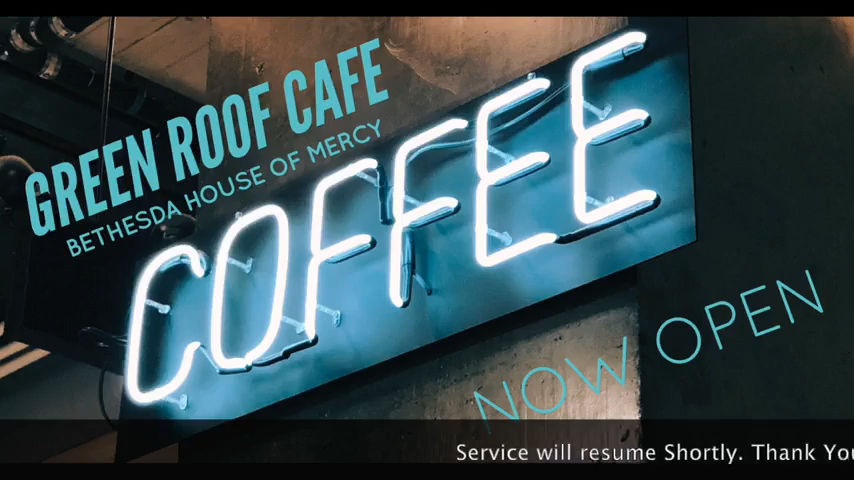 GREEN ROOF CAFE
BETHESDA HOUSE OF MERCY
COFFEE
NOW OPEN
Service will resume Shortly. Thank You